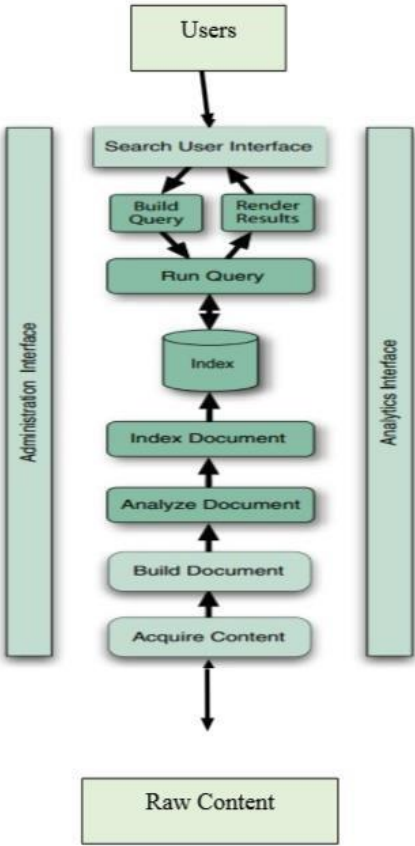 Users
Search User Interface
Build
Query
Render
Results
Run Query
Index
Index Document
Analyze Document
Build Document
Acquire Content
Raw Content
Administration Interface
Analytics Interface